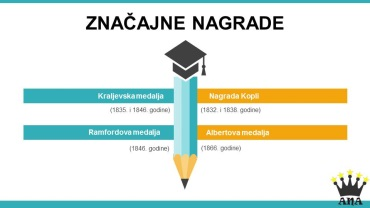 ZNAČAJNE NAGRADE
Kraljevska medalja
(1835. i 1846. godine)
Nagrada Kopli
(1832. i 1838. godine)
Ramfordova medalja
(1846. godine)
Albertova medalja
(1866. godine)
ANA